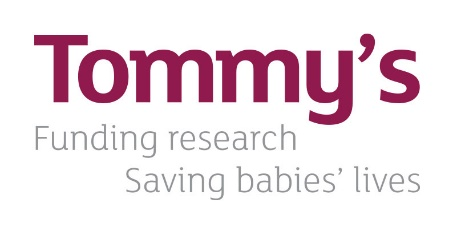 Tommy’s
Funding research
Saving babies’ lives